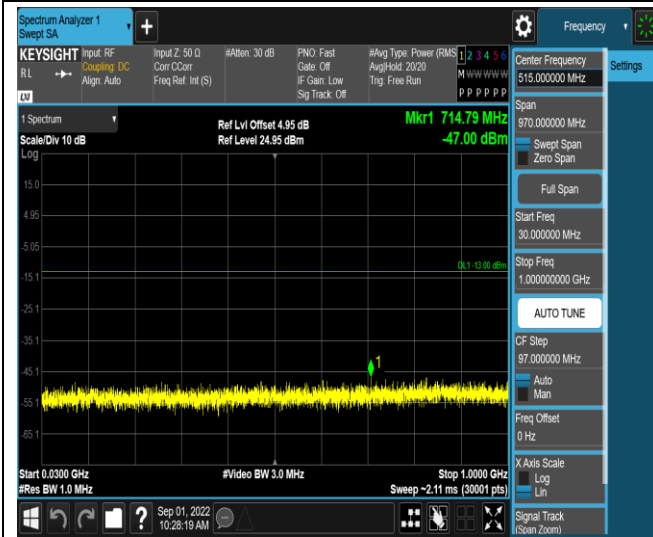 Spectrum Analyzer 1
Swept SA
+
Frequency
KEYSIGHT
RL
LXI
Input: RF
Coupling: DC
Align: Auto
Input Z: 50 Ω
Corr CCorr
Freq Ref: Int (S)
#Atten: 30 dB
PNO: Fast
Gate: Off
IF Gain: Low
Sig Track: Off
#Avg Type: Power (RMS
Avg|Hold: 20/20
Trig: Free Run
1 2 3 4 5 6
M W W W W W
P P P P P P
1 Spectrum
Scale/Div 10 dB
Ref Lvl Offset 4.95 dB
Ref Level 24.95 dBm
Mkr1 714.79 MHz
-47.00 dBm
Log
15.0
4.95
-5.05
-15.1
-25.1
-35.1
-45.1
-55.1
-65.1
DL1 -13.00 dBm
1
Start 0.0300 GHz
#Res BW 1.0 MHz
#Video BW 3.0 MHz
Stop 1.0000 GHz
Sweep ~2.11 ms (30001 pts)
?
Sep 01, 2022
10:28:19 AM
Center Frequency
515.000000 MHz
Settings
Span
970.000000 MHz
Swept Span
Zero Span
Full Span
Start Freq
30.000000 MHz
Stop Freq
1.000000000 GHz
AUTO TUNE
CF Step
97.000000 MHz
Auto
Man
Freq Offset
0 Hz
X Axis Scale
Log
Lin
Signal Track
(Span Zoom)